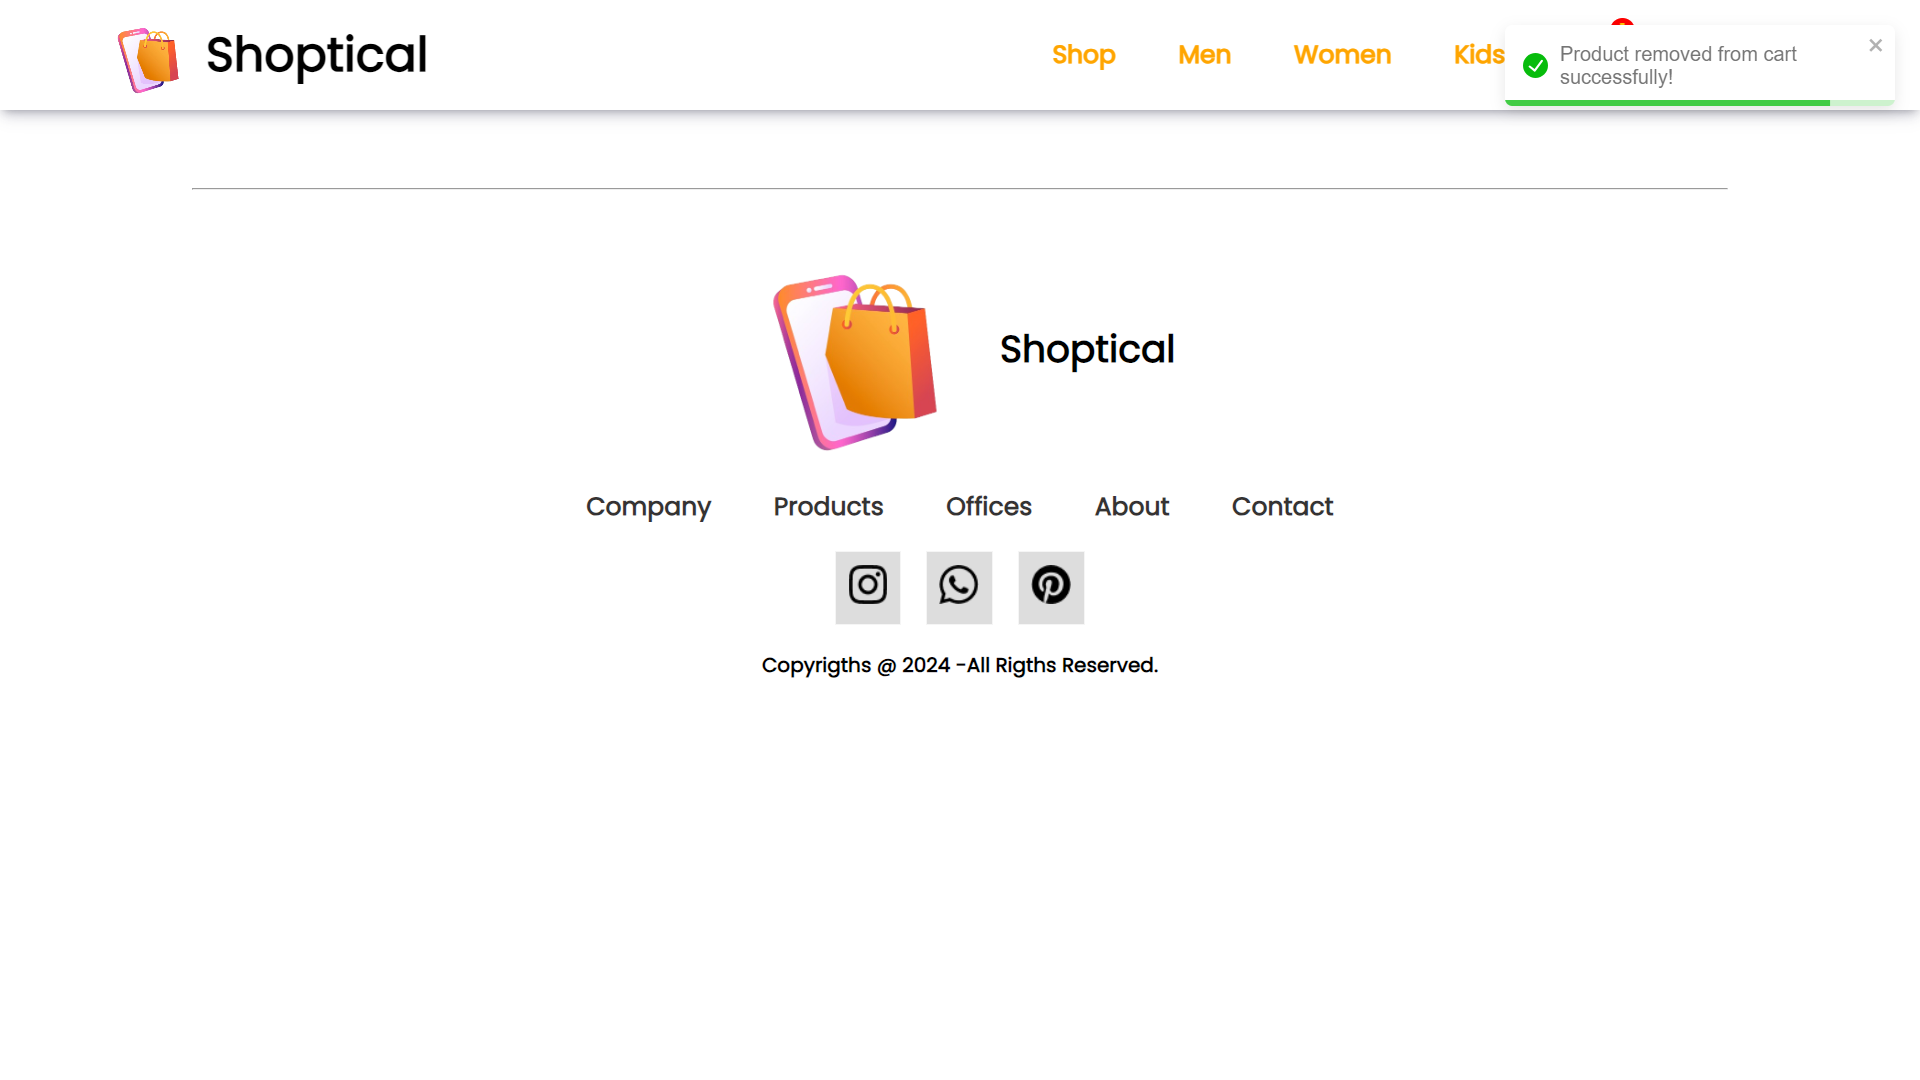 Shoptical
Shop Men Women Kids
Product removed from cart
successfully!
Shoptical
Company Products Offices About Contact
Copyrigths @ 2024 -All Rigths Reserved.